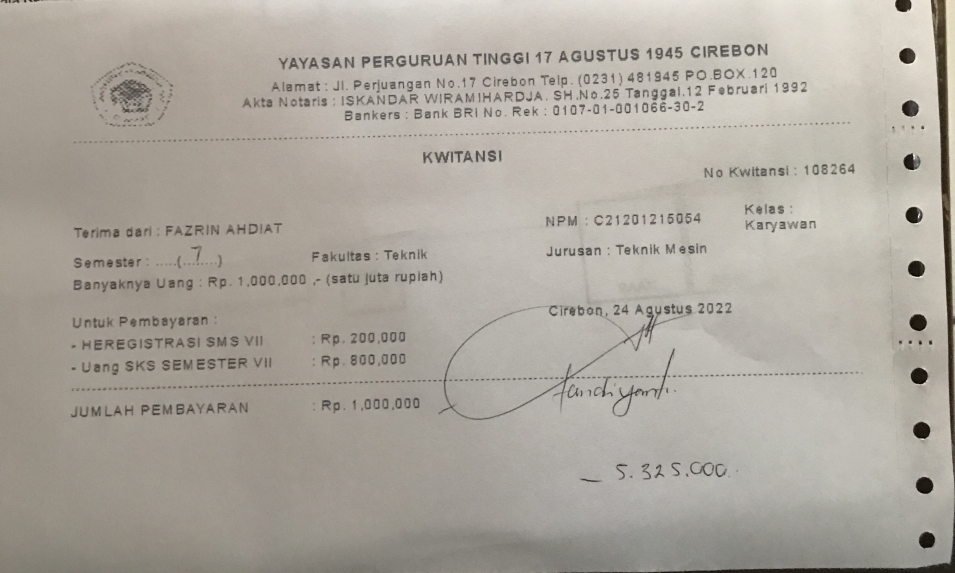 YAYASAN PERGURUAN TINGGI 17 AGUSTUS 1945 CIREBON
Alamat : Jl. Perjuangan No.17 Cirebon Telp. (0231) 481945 PO.BOX.120
Akta Notaris : ISKANDAR WIRAMIHARDJA. SH.No.25 Tanggal.12 Februari 1992
Bankers : Bank BRI No. Rek : 0107-01-001066-30-2
KWITANSI
No Kwitansi : 108264
Terima dari : FAZRIN AHDIAT NPM : C21201215054 Kelas : Karyawan
Semester : .....(...7....) Fakultas : Teknik Jurusan : Teknik Mesin
Banyaknya Uang : Rp. 1,000,000 ,- (satu juta rupiah)
Cirebon, 24 Agustus 2022
Untuk Pembayaran :
- HEREGISTRASI SMS VII : Rp. 200,000
- Uang SKS SEMESTER VII : Rp. 800,000
JUMLAH PEMBAYARAN : Rp. 1,000,000
- 5.325.000.